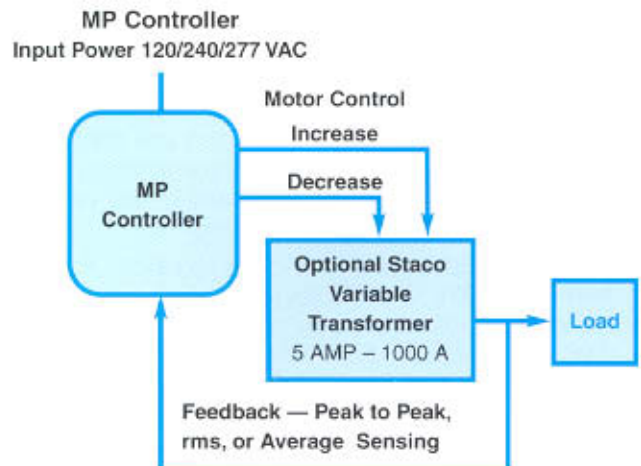 MP Controller
Input Power 120/240/277 VAC
Motor Control
Increase
Decrease
MP
Controller
Optional Staco
Variable
Transformer
5 AMP – 1000 A
Load
Feedback — Peak to Peak,
rms, or Average Sensing